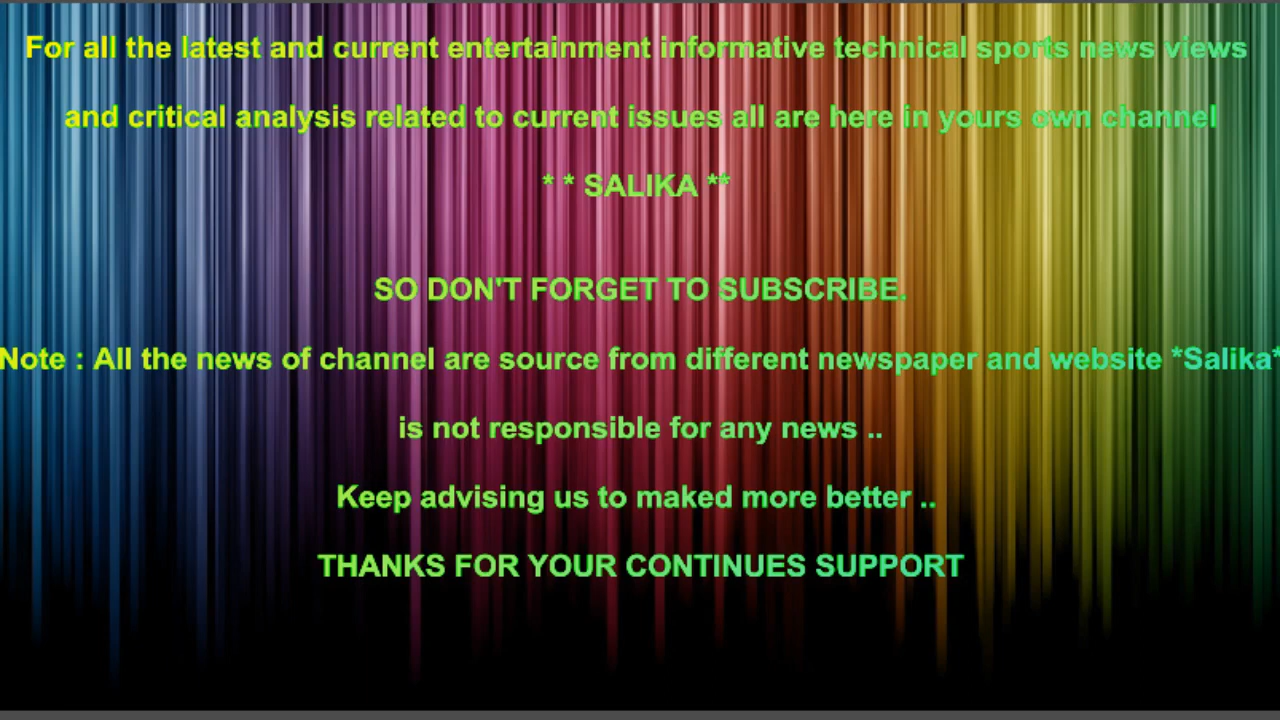 For all the latest and current entertainment informative technical sports news views
and critical analysis related to current issues all are here in yours own channel
* * SALIKA **
SO DON'T FORGET TO SUBSCRIBE.
Note : All the news of channel are source from different newspaper and website *Salika*
is not responsible for any news ..
Keep advising us to maked more better ..
THANKS FOR YOUR CONTINUES SUPPORT